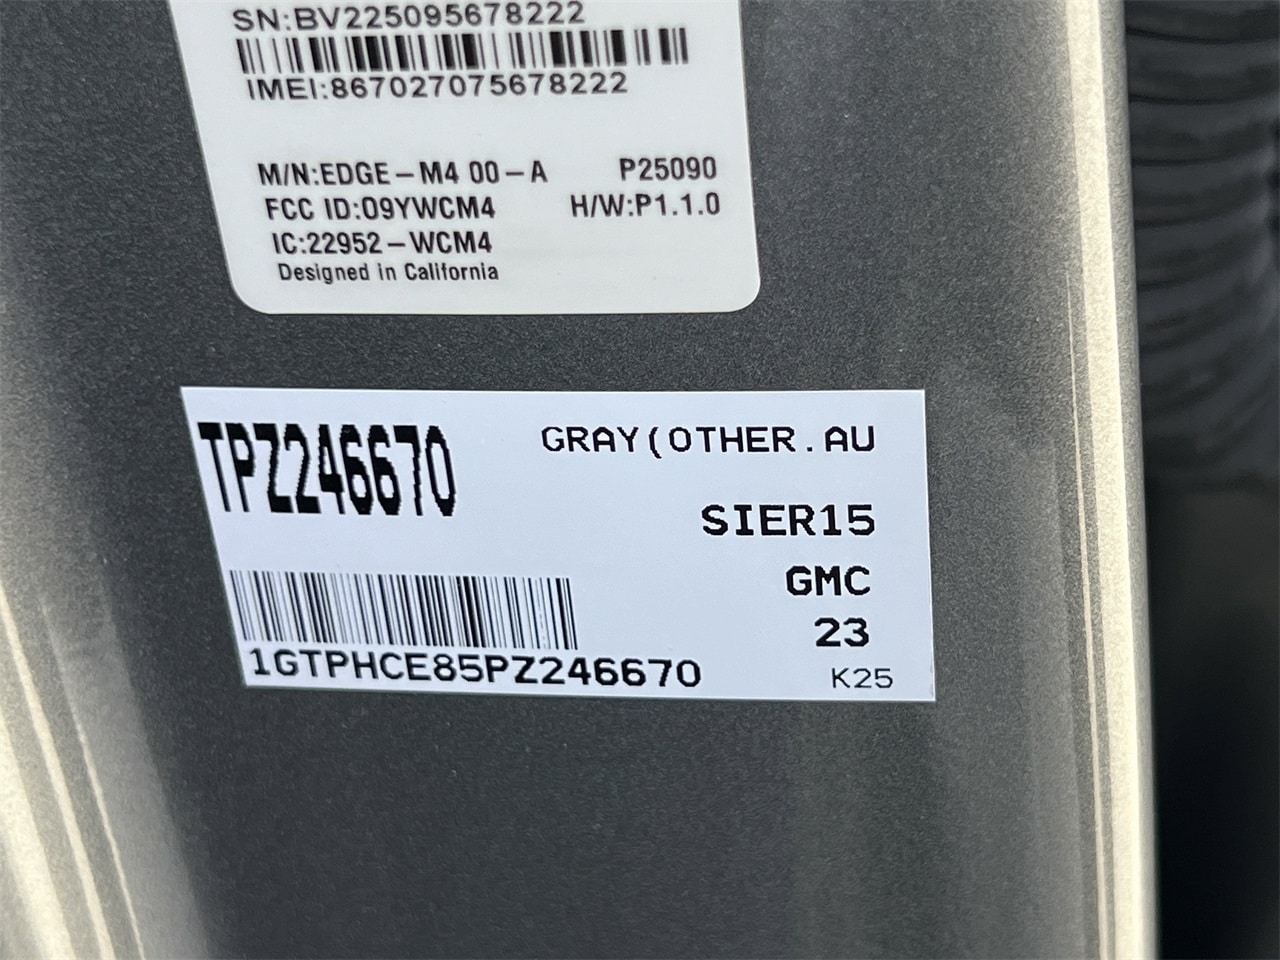 SN:BV225095678222
IMEI:867027075678222
M/N:EDGE-M4 00-A P25090
FCC ID:O9YWCM4 H/W:P1.1.0
IC:22952-WCM4
Designed in California
TPZ246670 GRAY(OTHER.AU
SIER15
GMC
23
1GTPHCE85PZ246670 K25